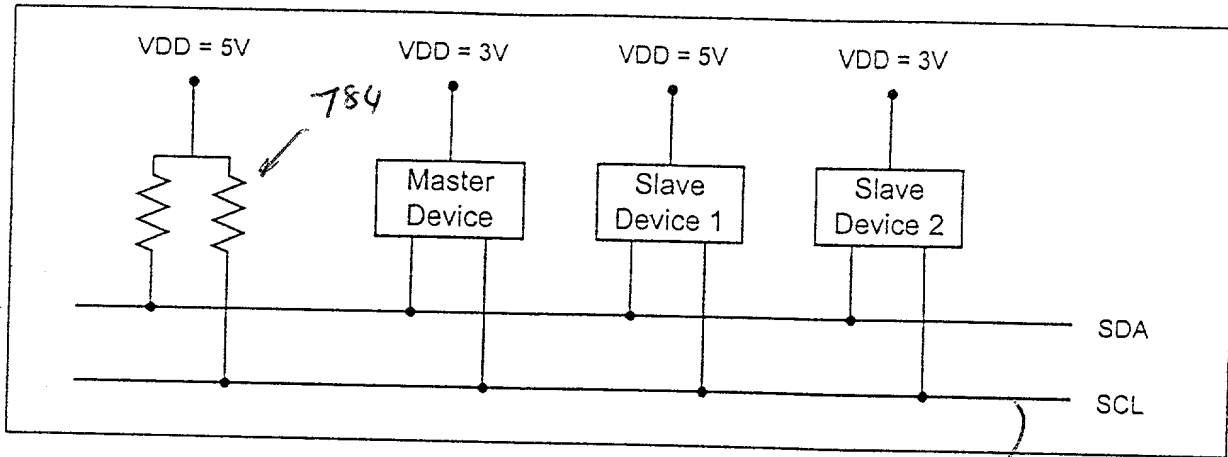 VDD = 5V
VDD = 3V
VDD = 5V
VDD = 3V
784
Master
Device
Slave
Device 1
Slave
Device 2
SDA
SCL